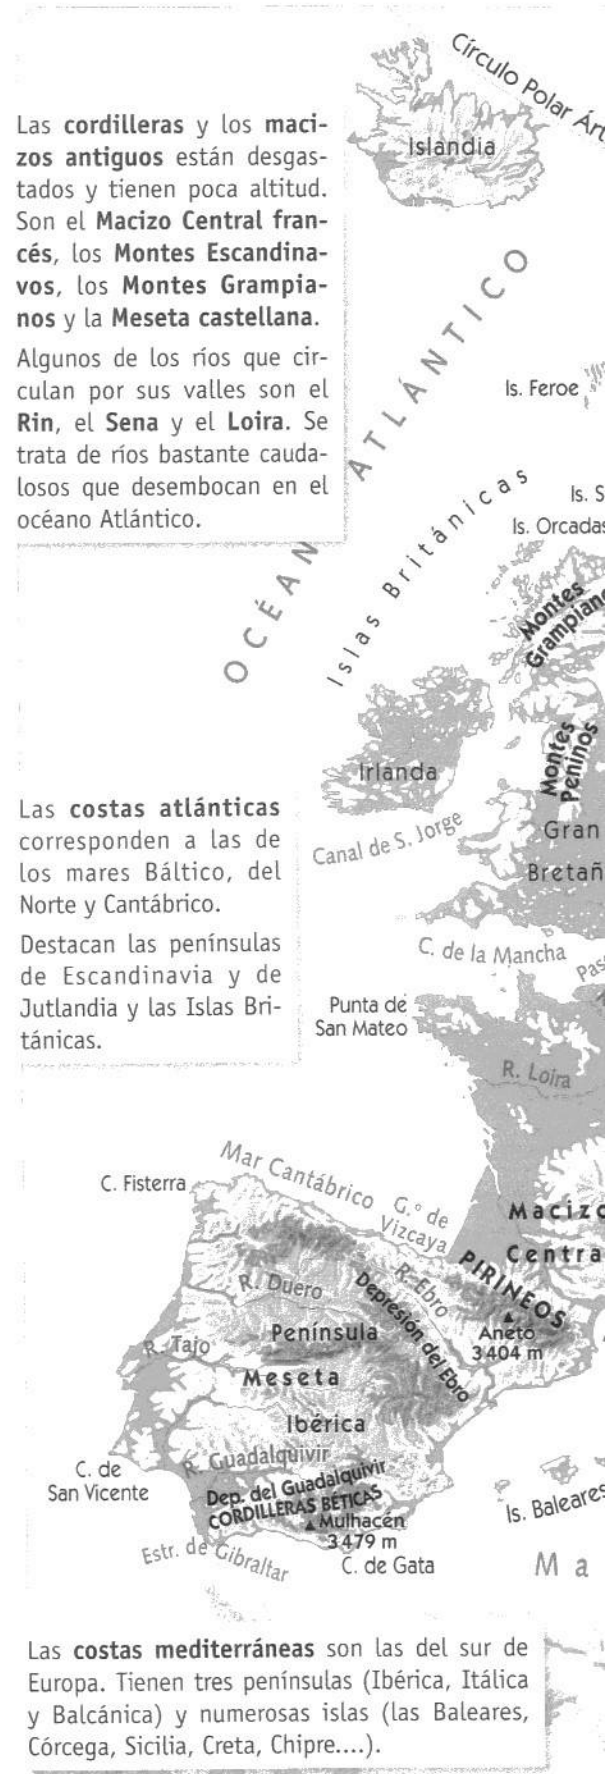 Círculo Polar Árt
Islandia
Las cordilleras y los maci-
zos antiguos están desgas-
tados y tienen poca altitud.
Son el Macizo Central fran-
cés, los Montes Escandina-
vos, los Montes Grampia-
nos y la Meseta castellana.
Algunos de los ríos que cir-
culan por sus valles son el
Rin, el Sena y el Loira. Se
trata de ríos bastante cauda-
losos que desembocan en el
océano Atlántico.
OCÉANO ATLÁNTICO
Is. Feroe
Is. S
Is. Orcadas
Islas Británicas
Montes
Grampiano
Irlanda
Montes
Peninos
Canal de S. Jorge
Gran
Bretañ
Las costas atlánticas
corresponden a las de
los mares Báltico, del
Norte y Cantábrico.
Destacan las penínsulas
de Escandinavia y de
Jutlandia y las Islas Bri-
tánicas.
C. de la Mancha
Pas
Punta de
San Mateo
R. Loira
Mar Cantábrico
C. Fisterra
G.º de
Vizcaya
Macizo
Centra
PIRINEOS
R. Ebro
R. Duero
Depresión del Ebro
Aneto
3 404 m
Península
R. Tajo
Meseta
Ibérica
R. Guadalquivir
C. de
San Vicente
Dep. del Guadalquivir
CORDILLERAS BÉTICAS
Mulhacén
3 479 m
Is. Baleares
Estr. de Gibraltar
C. de Gata
M a
Las costas mediterráneas son las del sur de
Europa. Tienen tres penínsulas (Ibérica, Itálica
y Balcánica) y numerosas islas (las Baleares,
Córcega, Sicilia, Creta, Chipre....).